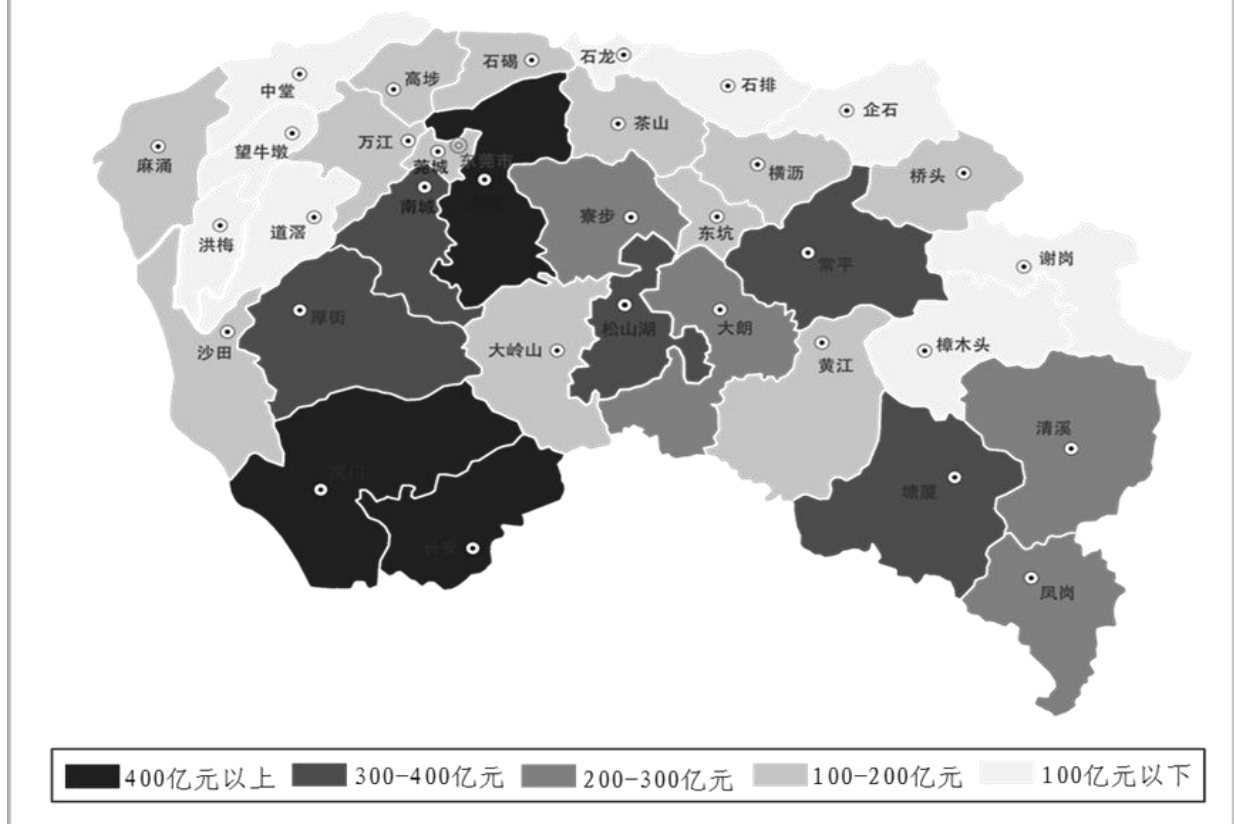 石龙
石碣
高埗
石排
中堂
企石
茶山
万江
望牛墩
东莞市
麻涌
莞城
横沥
桥头
南城
寮步
道滘
东坑
洪梅
谢岗
常平
厚街
松山湖
大朗
沙田
大岭山
黄江
樟木头
清溪
虎门
塘厦
长安
凤岗
400亿元以上
300-400亿元
200-300亿元
100-200亿元
100亿元以下